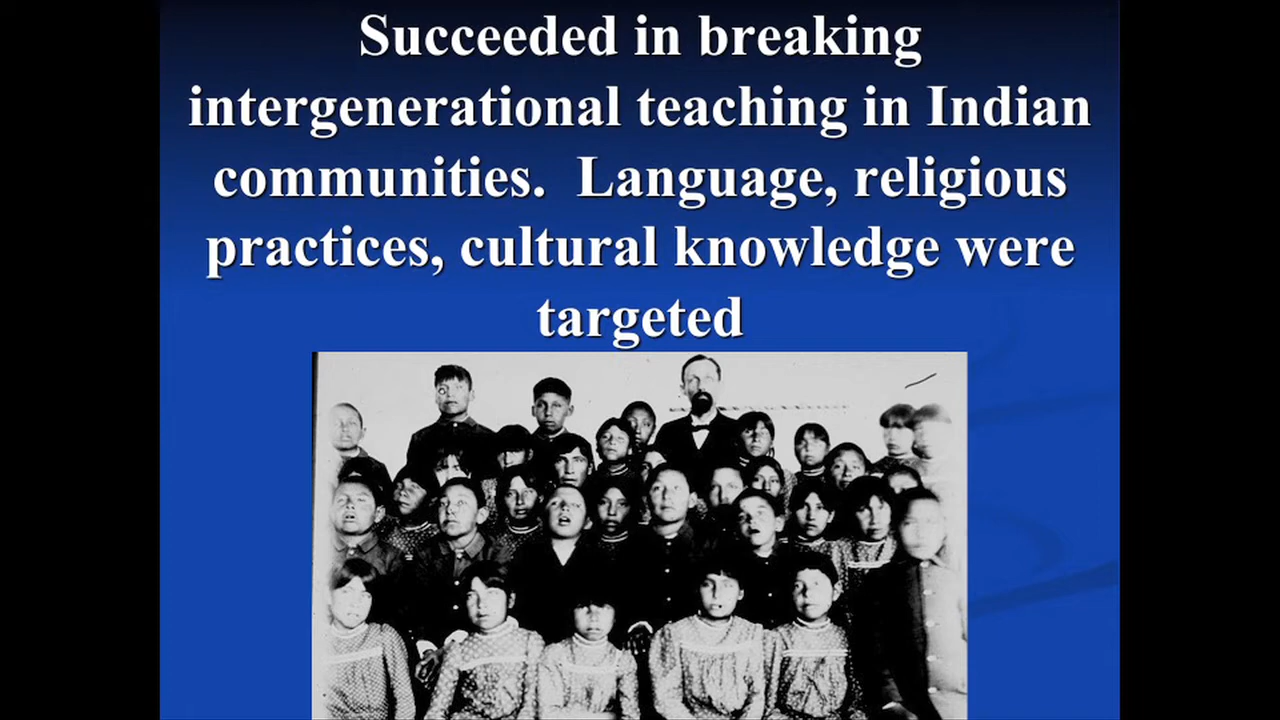 Succeeded in breaking
intergenerational teaching in Indian
communities.  Language, religious
practices, cultural knowledge were
targeted